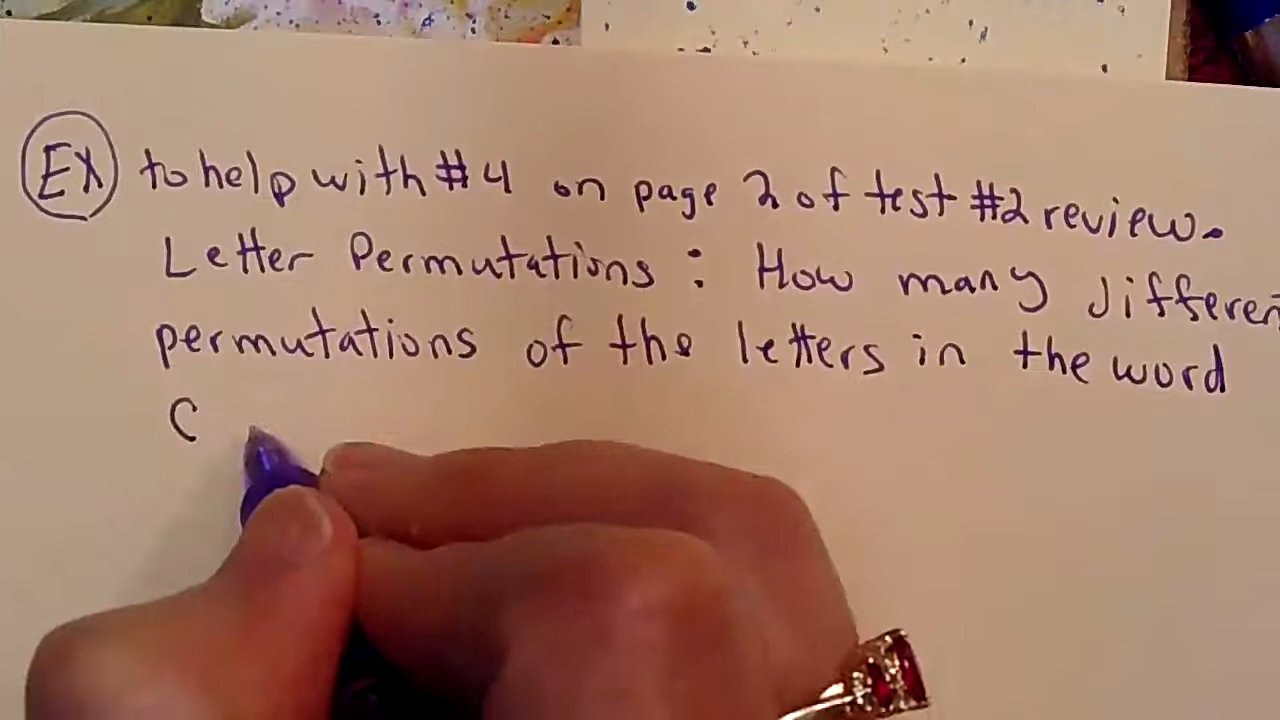 EX to help with #4 on page 2 of test #2 review.
Letter Permutations: How many differen
permutations of the letters in the word
C